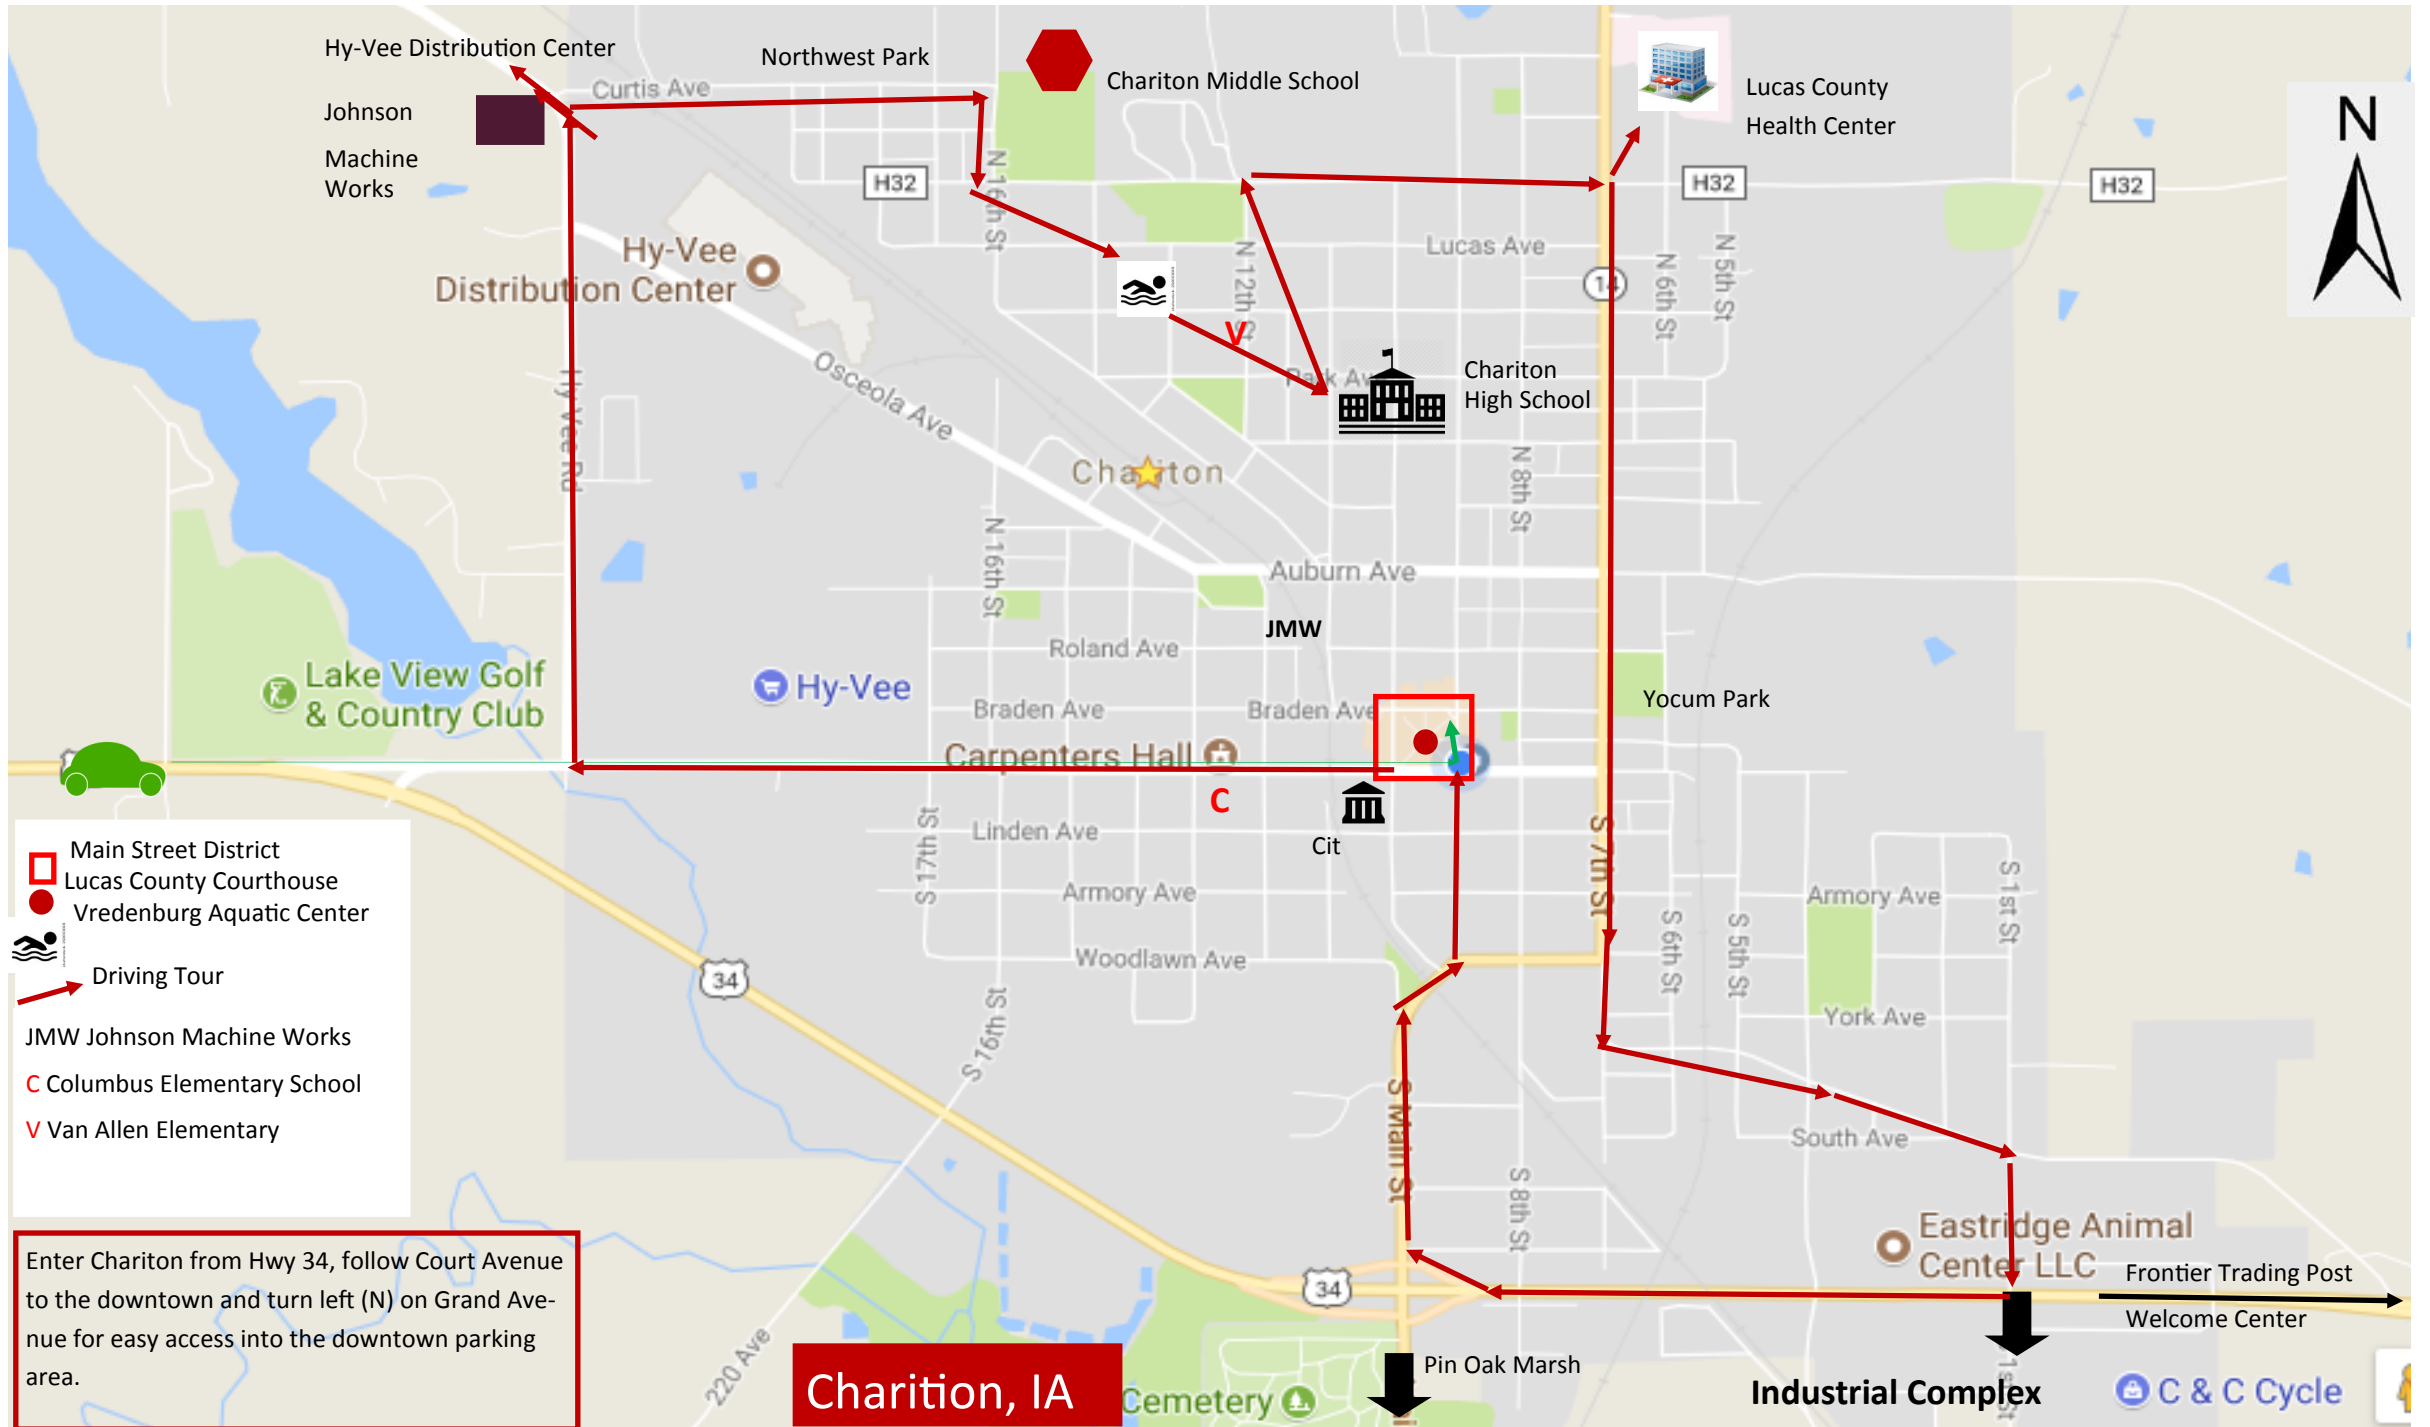 Hy-Vee Distribution Center
Northwest Park
Chariton Middle School
Curtis Ave
Johnson
Machine
Works
Lucas County
Health Center
N
H32
H32
H32
N 16th St
N 12th St
Lucas Ave
14
N 6th St
N 5th St
Hy-Vee
Distribution Center
V
Park Av
Chariton
High School
Osceola Ave
Hy-Vee Rd
Chariton
N 8th St
N 16th St
Auburn Ave
JMW
Roland Ave
Lake View Golf
& Country Club
Hy-Vee
Braden Ave
Braden Ave
Yocum Park
Carpenters Hall
C
Cit
Linden Ave
S 17th St
S 7th St
Armory Ave
Armory Ave
S 1st St
S 6th St
S 5th St
Woodlawn Ave
34
S 16th St
York Ave
South Ave
S Main St
S 8th St
Main Street District
Lucas County Courthouse
Vredenburg Aquatic Center
Driving Tour
JMW Johnson Machine Works
C Columbus Elementary School
V Van Allen Elementary
Enter Chariton from Hwy 34, follow Court Avenue
to the downtown and turn left (N) on Grand Ave-
nue for easy access into the downtown parking
area.
Eastridge Animal
Center LLC
34
Frontier Trading Post
Welcome Center
220 Ave
Charition, IA
Cemetery
Pin Oak Marsh
Industrial Complex
1st St
C & C Cycle